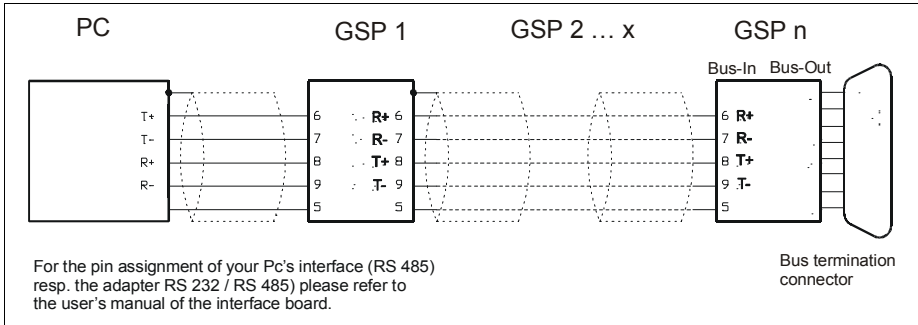 PC GSP 1 GSP 2 ... x GSP n
Bus-In Bus-Out
T+ 6 R+ 6 6 R+
T- 7 R- 7 7 R-
R+ 8 T+ 8 8 T+
R- 9 T- 9 9 T-
5 5 5
For the pin assignment of your Pc's interface (RS 485)
resp. the adapter RS 232 / RS 485) please refer to
the user's manual of the interface board.
Bus termination
connector